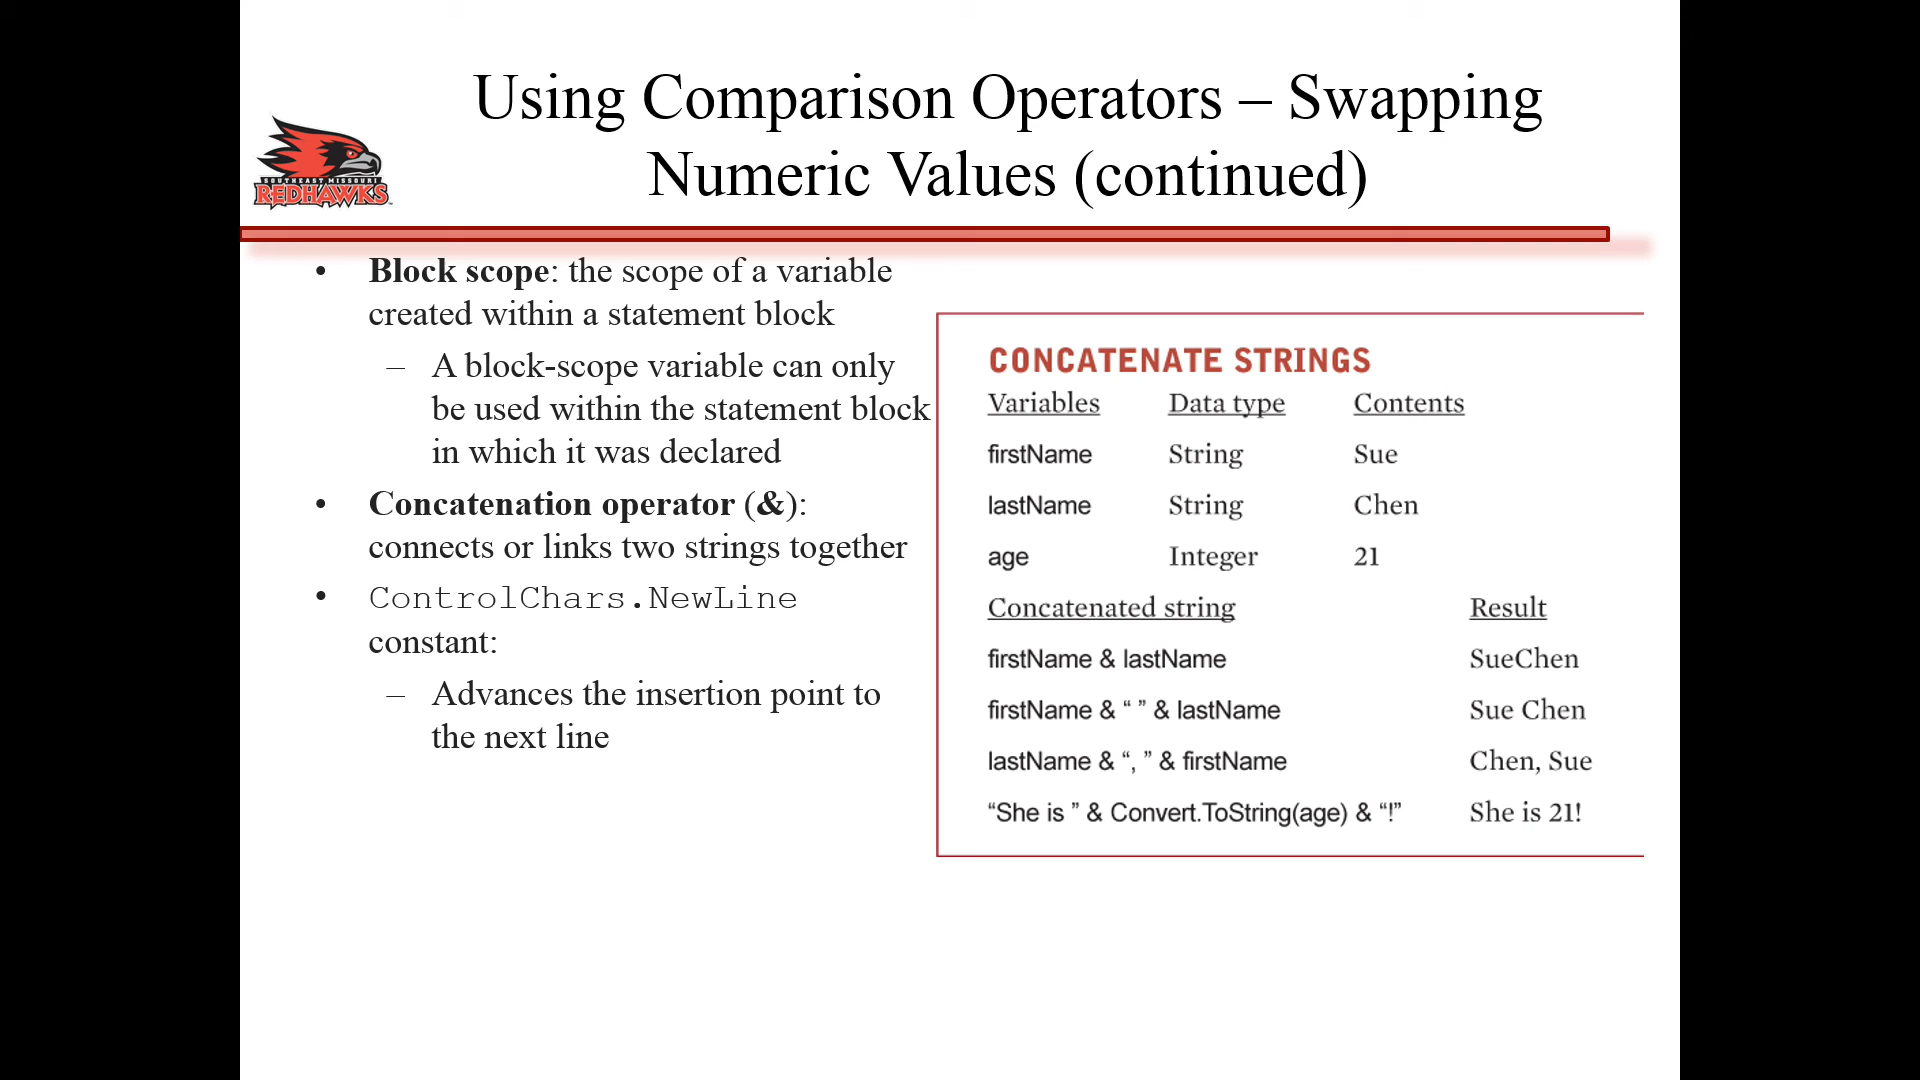 Using Comparison Operators – Swapping
Numeric Values (continued)
SOUTHEAST MISSOURI
REDHAWKS
• Block scope: the scope of a variable
created within a statement block
– A block-scope variable can only
be used within the statement block
in which it was declared
• Concatenation operator (&):
connects or links two strings together
• ControlChars.NewLine
constant:
– Advances the insertion point to
the next line
CONCATENATE STRINGS
Variables Data type Contents
firstName String Sue
lastName String Chen
age Integer 21
Concatenated string Result
firstName & lastName SueChen
firstName & “ ” & lastName Sue Chen
lastName & “, ” & firstName Chen, Sue
“She is ” & Convert.ToString(age) & “!” She is 21!